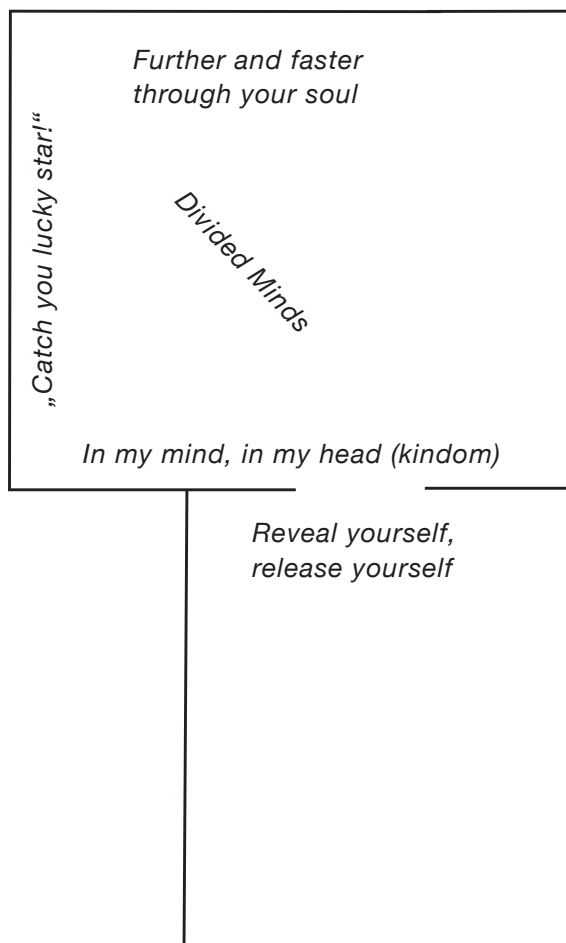 Further and faster
through your soul
„Catch you lucky star!“
Divided Minds
In my mind, in my head (kindom)
Reveal yourself,
release yourself